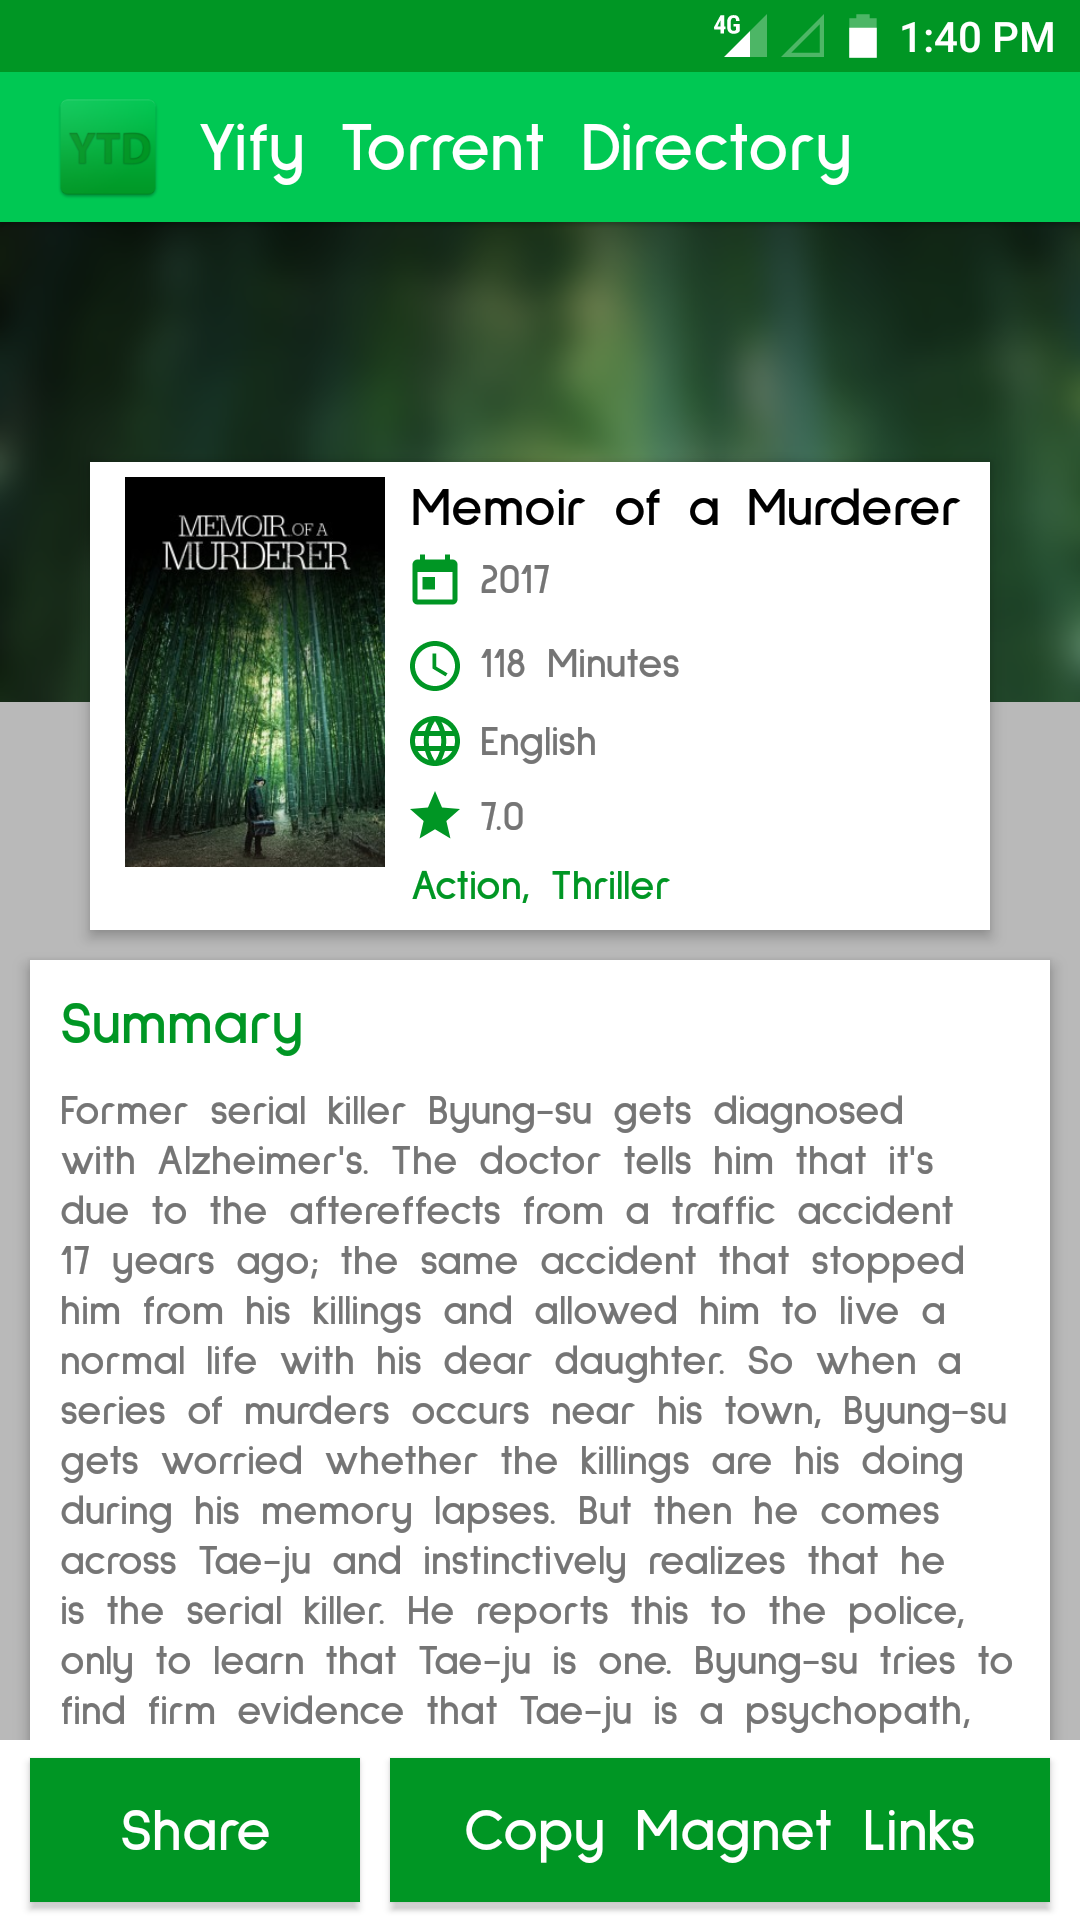 4G 1:40 PM
YTD Yify Torrent Directory
MEMOIR OF A
MURDERER
Memoir of a Murderer
2017
118 Minutes
English
7.0
Action, Thriller
Summary
Former serial killer Byung-su gets diagnosed
with Alzheimer's. The doctor tells him that it's
due to the aftereffects from a traffic accident
17 years ago; the same accident that stopped
him from his killings and allowed him to live a
normal life with his dear daughter. So when a
series of murders occurs near his town, Byung-su
gets worried whether the killings are his doing
during his memory lapses. But then he comes
across Tae-ju and instinctively realizes that he
is the serial killer. He reports this to the police,
only to learn that Tae-ju is one. Byung-su tries to
find firm evidence that Tae-ju is a psychopath,
Share
Copy Magnet Links